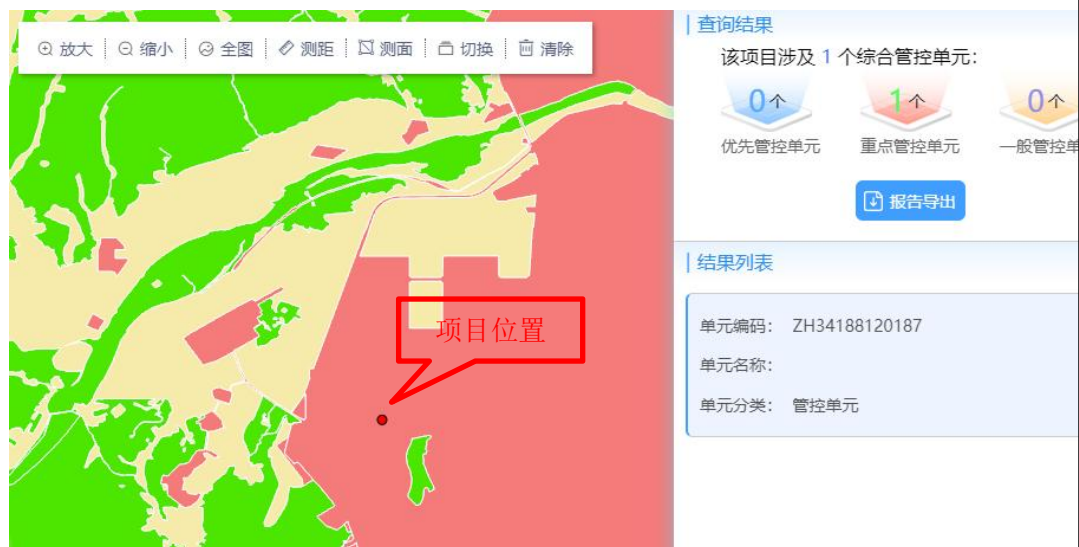 放大 缩小 全图 测距 测面 切换 清除
项目位置
查询结果
该项目涉及 1 个综合管控单元：
0个 1个 0个
优先管控单元 重点管控单元 一般管控单
报告导出
结果列表
单元编码： ZH34188120187
单元名称：
单元分类： 管控单元